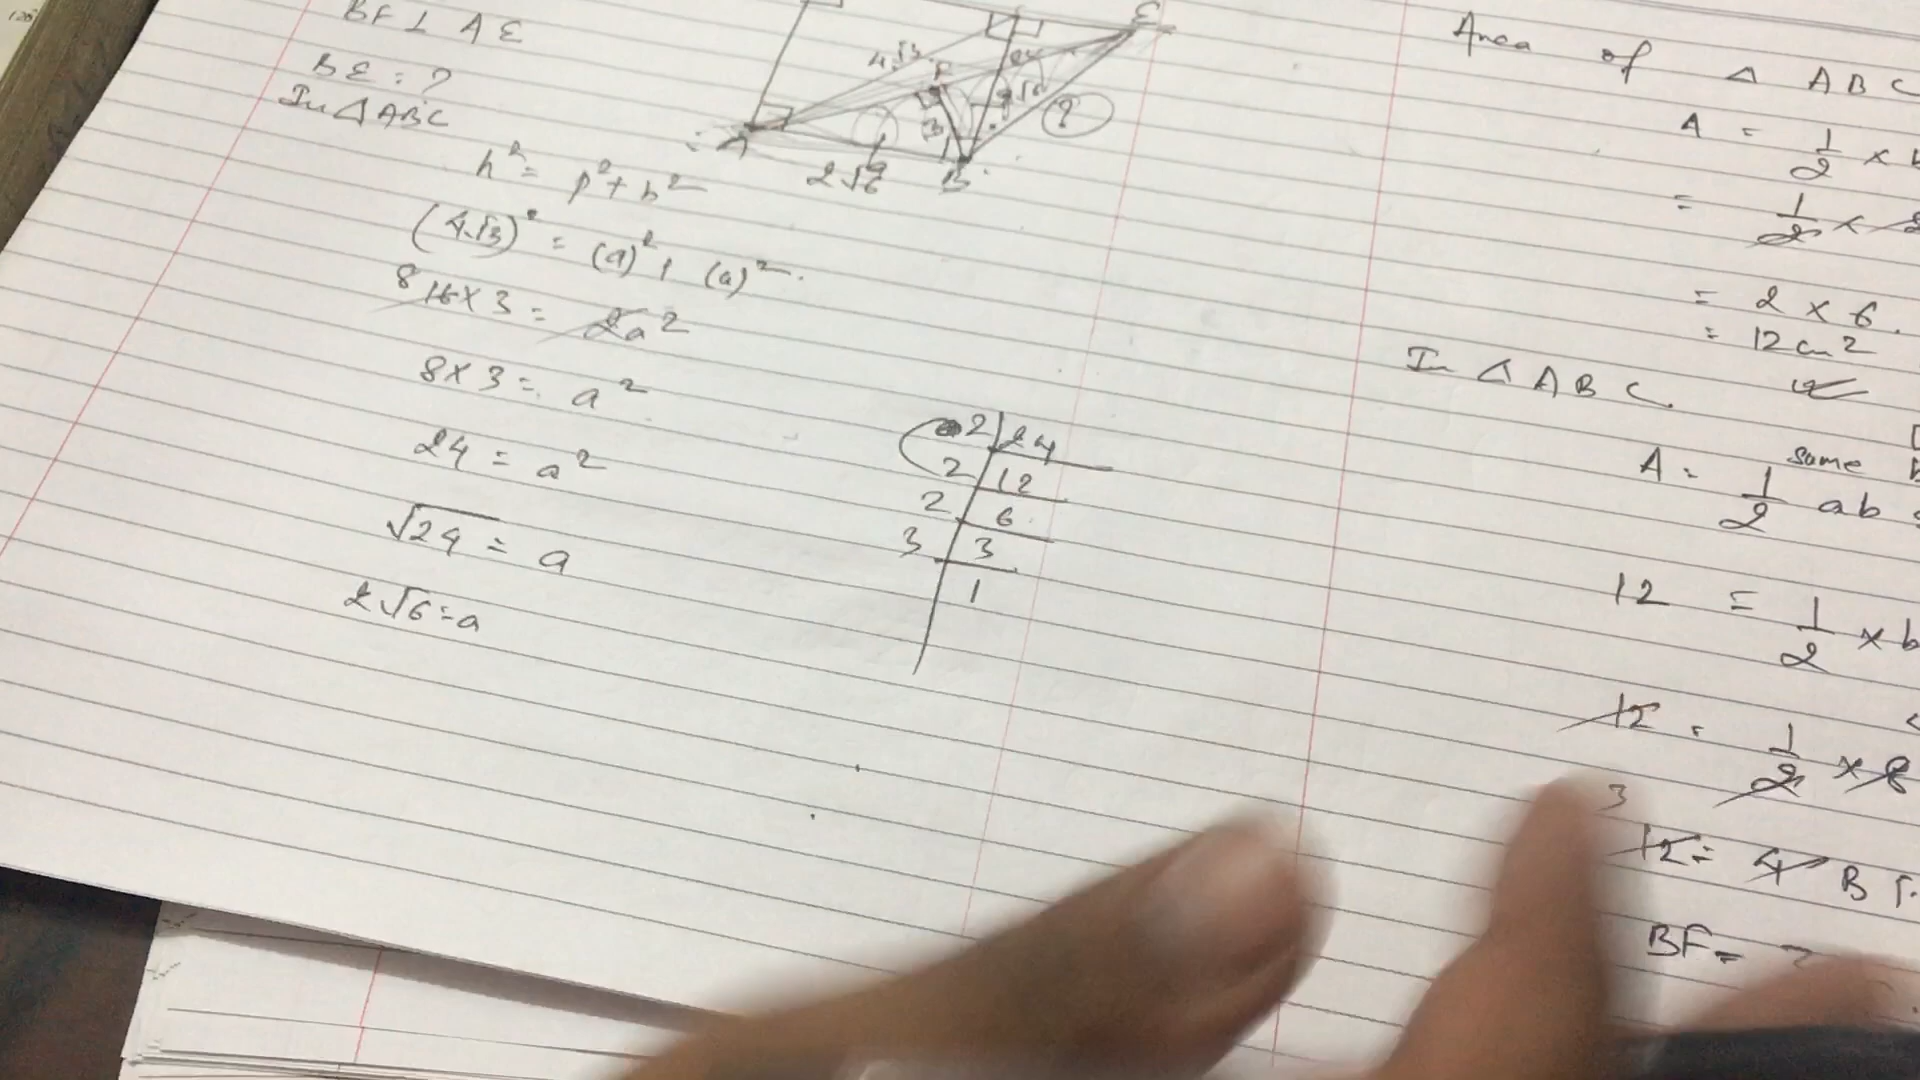 BF ⊥ AE
BE = ?
In △ABC
h² = p² + b²
(4√3)² = (a)² + (a)²
8 16 × 3 = 2a²
8 × 3 = a²
24 = a²
√24 = a
2√6 = a
E
4√3
F
?
A
2√6
B
2 | 24
2 | 12
2 | 6
3 | 3
1
Area of △ ABC
A = 1/2 ×
= 1/2 ×
= 2 × 6
= 12 cm²
In △ ABC
same
A = 1/2 ab
12 = 1/2 × b
12 = 1/2 × 8
3
12 = 4 BF
BF =